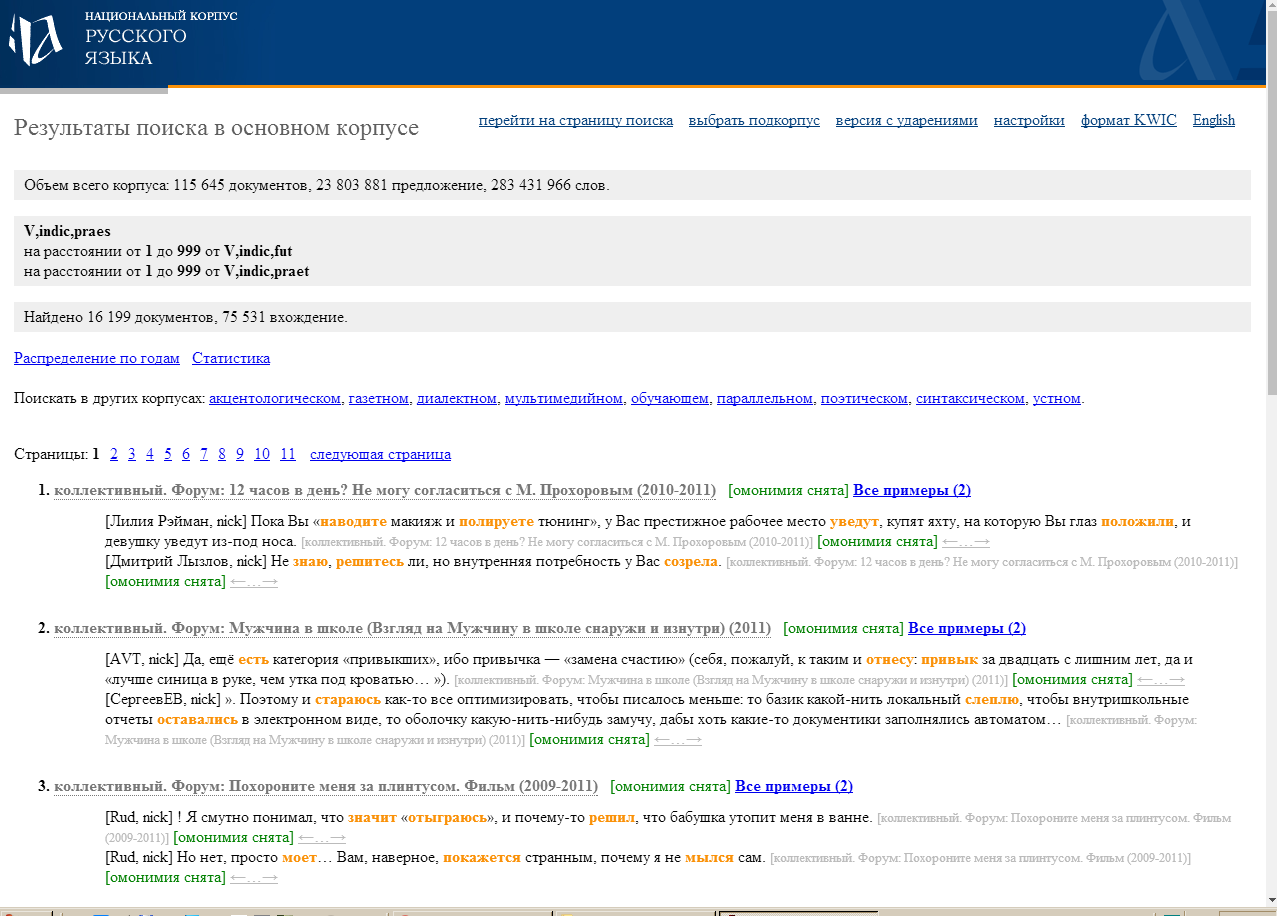 НАЦИОНАЛЬНЫЙ КОРПУС
РУССКОГО
ЯЗЫКА
Результаты поиска в основном корпусе
перейти на страницу поиска выбрать подкорпус версия с ударениями настройки формат KWIC English
Объем всего корпуса: 115 645 документов, 23 803 881 предложение, 283 431 966 слов.
V,indic,praes
на расстоянии от 1 до 999 от V,indic,fut
на расстоянии от 1 до 999 от V,indic,praet
Найдено 16 199 документов, 75 531 вхождение.
Распределение по годам Статистика
Поискать в других корпусах: акцентологическом, газетном, диалектном, мультимедийном, обучающем, параллельном, поэтическом, синтаксическом, устном.
Страницы: 1 2 3 4 5 6 7 8 9 10 11 следующая страница
1. коллективный. Форум: 12 часов в день? Не могу согласиться с М. Прохоровым (2010-2011) [омонимия снята] Все примеры (2)
[Лилия Рэйман, nick] Пока Вы «наводите макияж и полируете тюнинг», у Вас престижное рабочее место уведут, купят яхту, на которую Вы глаз положили, и
девушку уведут из-под носа. [коллективный. Форум: 12 часов в день? Не могу согласиться с М. Прохоровым (2010-2011)] [омонимия снята] ←…→
[Дмитрий Лызлов, nick] Не знаю, решитесь ли, но внутренняя потребность у Вас созрела. [коллективный. Форум: 12 часов в день? Не могу согласиться с М. Прохоровым (2010-2011)]
[омонимия снята] ←…→
2. коллективный. Форум: Мужчина в школе (Взгляд на Мужчину в школе снаружи и изнутри) (2011) [омонимия снята] Все примеры (2)
[AVT, nick] Да, ещё есть категория «привыкших», ибо привычка — «замена счастию» (себя, пожалуй, к таким и отнесу: привык за двадцать с лишним лет, да и
«лучше синица в руке, чем утка под кроватью… »). [коллективный. Форум: Мужчина в школе (Взгляд на Мужчину в школе снаружи и изнутри) (2011)] [омонимия снята] ←…→
[СергеевЕВ, nick] ». Поэтому и стараюсь как-то все оптимизировать, чтобы писалось меньше: то базик какой-нить локальный слеплю, чтобы внутришкольные
отчеты оставались в электронном виде, то оболочку какую-нить-нибудь замучу, дабы хоть какие-то документики заполнялись автоматом… [коллективный. Форум:
Мужчина в школе (Взгляд на Мужчину в школе снаружи и изнутри) (2011)] [омонимия снята] ←…→
3. коллективный. Форум: Похороните меня за плинтусом. Фильм (2009-2011) [омонимия снята] Все примеры (2)
[Rud, nick] ! Я смутно понимал, что значит «отыграюсь», и почему-то решил, что бабушка утопит меня в ванне. [коллективный. Форум: Похороните меня за плинтусом. Фильм
(2009-2011)] [омонимия снята] ←…→
[Rud, nick] Но нет, просто моет… Вам, наверное, покажется странным, почему я не мылся сам. [коллективный. Форум: Похороните меня за плинтусом. Фильм (2009-2011)]
[омонимия снята] ←…→